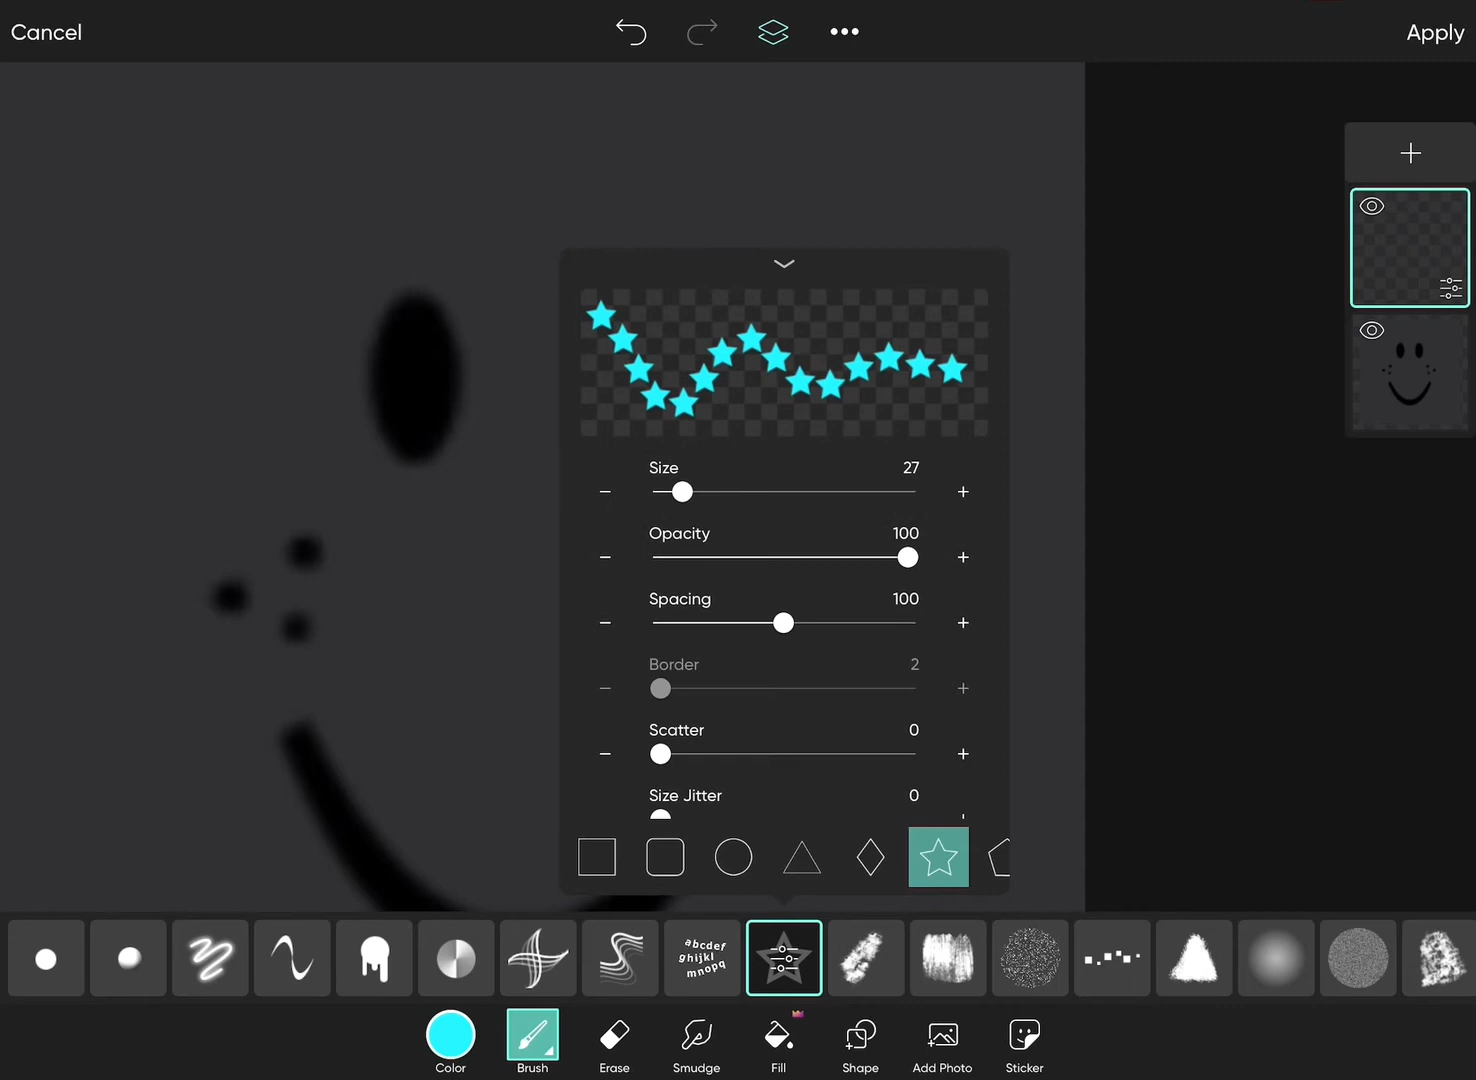 Cancel
Apply
Size 27
Opacity 100
Spacing 100
Border 2
Scatter 0
Size Jitter 0
abcdef
ghijkl
mnopq
Color
Brush
Erase
Smudge
Fill
Shape
Add Photo
Sticker